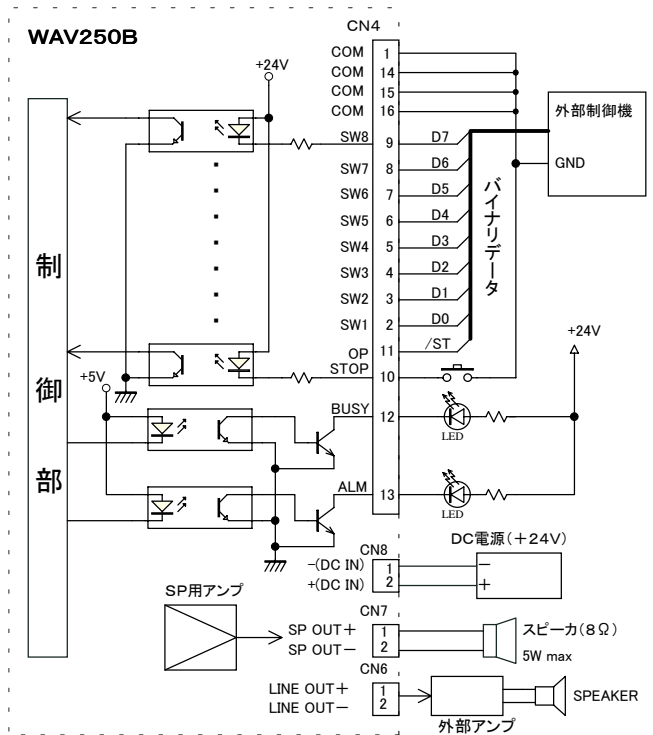 WAV250B
CN4
+24V
COM 1
COM 14
COM 15
COM 16
外部制御機
GND
SW8 9 D7
SW7 8 D6
SW6 7 D5
SW5 6 D4
SW4 5 D3
SW3 4 D2
SW2 3 D1
SW1 2 D0
OP 11 /ST
STOP 10
バイナリデータ
+24V
制御部
+5V
BUSY 12
LED
ALM 13
LED
CN8
DC電源(+24V)
-(DC IN) 1 -
+(DC IN) 2 +
SP用アンプ
CN7
SP OUT+ 1
SP OUT- 2
スピーカ(8Ω)
5W max
CN6
LINE OUT+ 1
LINE OUT- 2
SPEAKER
外部アンプ